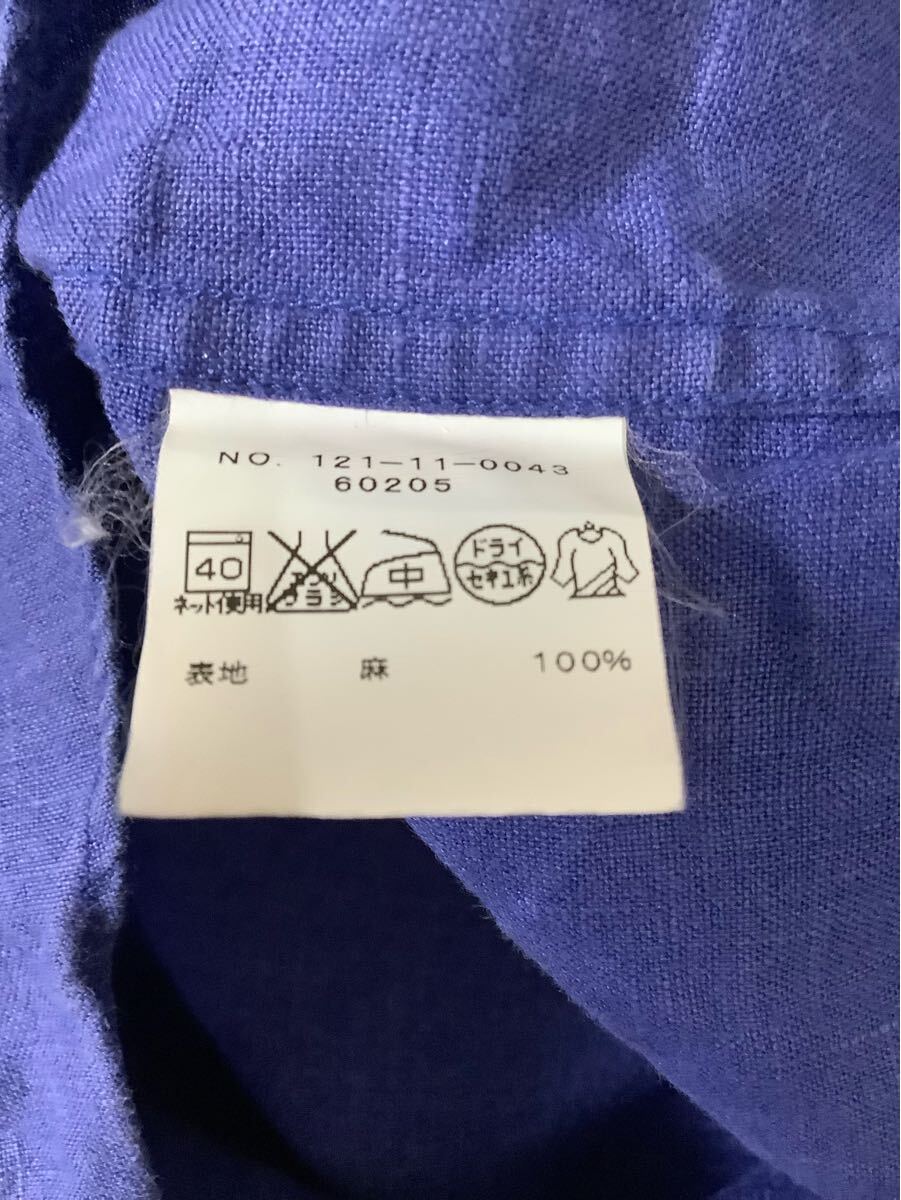 NO. 121-11-0043
60205
40 エンソ サラシ 中 ドライ セキユ系
ネット使用
表地 麻 100%